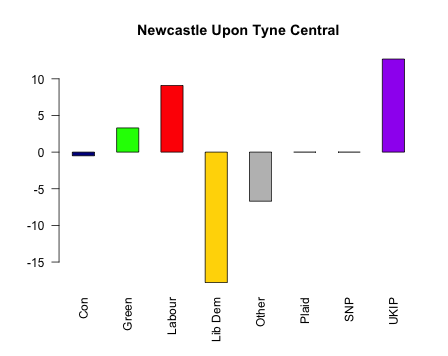 Newcastle Upon Tyne Central
10
5
0
-5
-10
-15
Con
Green
Labour
Lib Dem
Other
Plaid
SNP
UKIP